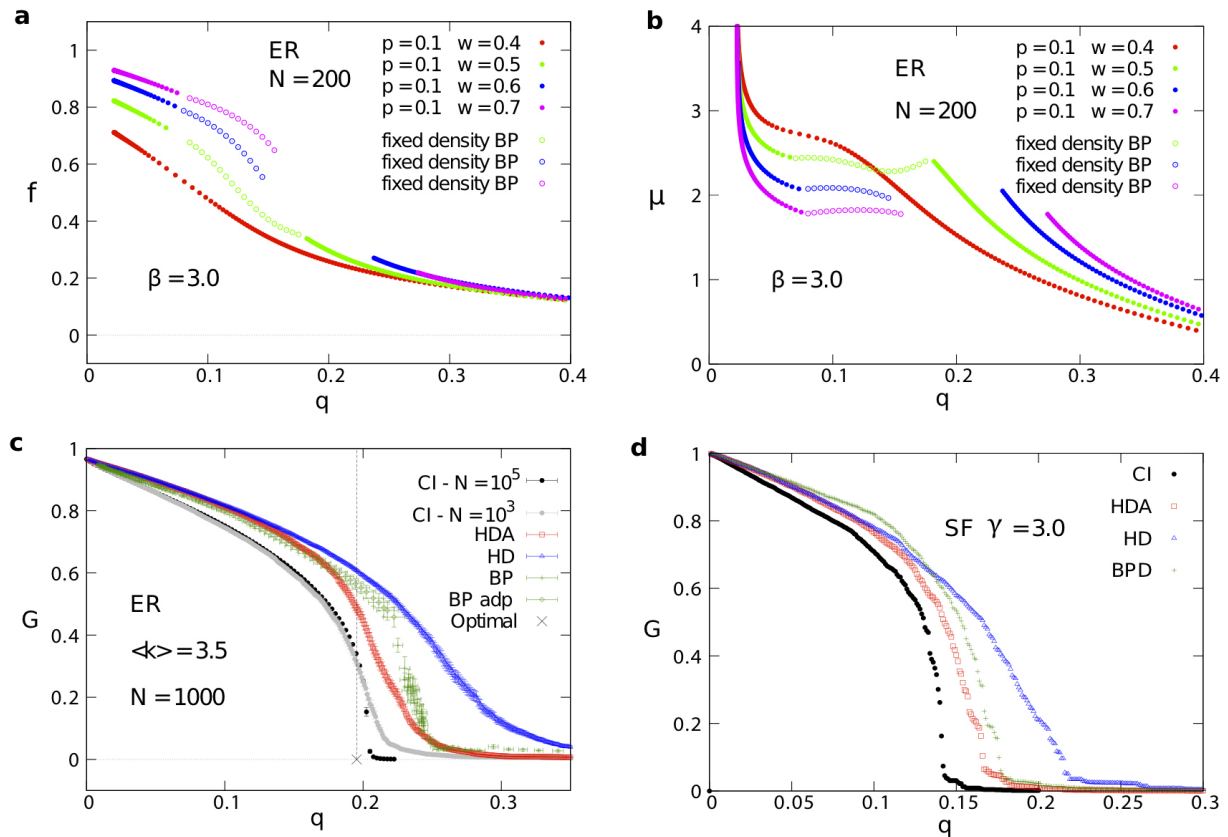 a
ER
N = 200
p = 0.1 w = 0.4
p = 0.1 w = 0.5
p = 0.1 w = 0.6
p = 0.1 w = 0.7
fixed density BP
fixed density BP
fixed density BP
β = 3.0
f
1
0.8
0.6
0.4
0.2
0
0 0.1 0.2 0.3 0.4
q
b
ER
N = 200
p = 0.1 w = 0.4
p = 0.1 w = 0.5
p = 0.1 w = 0.6
p = 0.1 w = 0.7
fixed density BP
fixed density BP
fixed density BP
β = 3.0
μ
4
3
2
1
0
0 0.1 0.2 0.3 0.4
q
c
CI - N = 10^5
CI - N = 10^3
HDA
HD
BP
BP adp
Optimal
ER
<k> = 3.5
N = 1000
G
1
0.8
0.6
0.4
0.2
0
0 0.1 0.2 0.3
q
d
CI
HDA
HD
BPD
SF γ = 3.0
G
1
0.8
0.6
0.4
0.2
0
0 0.05 0.1 0.15 0.2 0.25 0.3
q